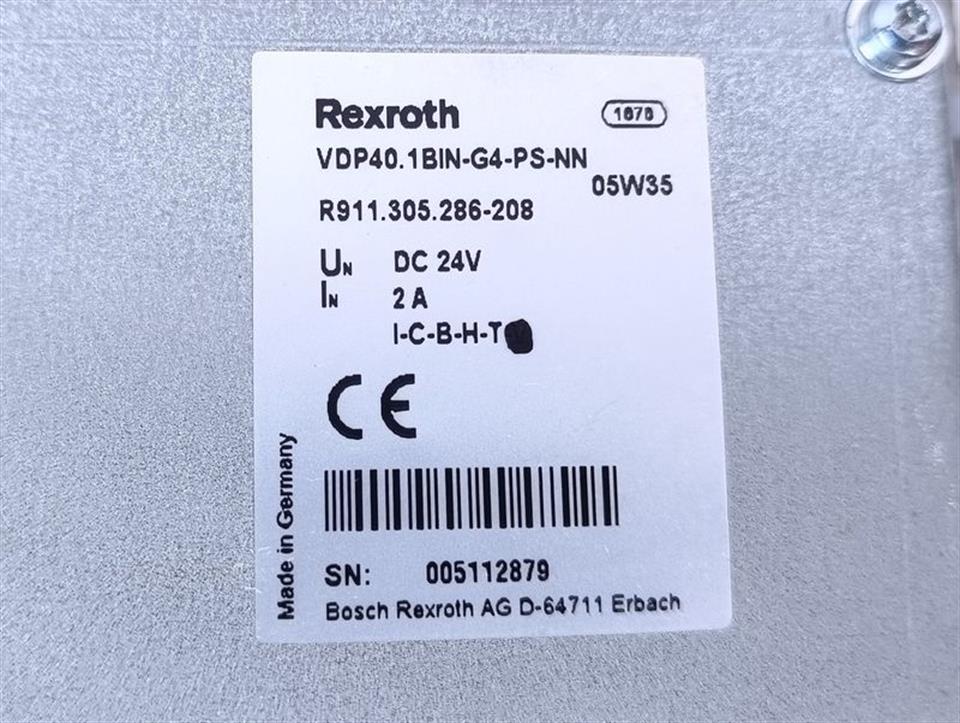 Rexroth
1070
VDP40.1BIN-G4-PS-NN
05W35
R911.305.286-208
UN DC 24V
IN 2 A
I-C-B-H-T
CE
Made in Germany
SN: 005112879
Bosch Rexroth AG D-64711 Erbach